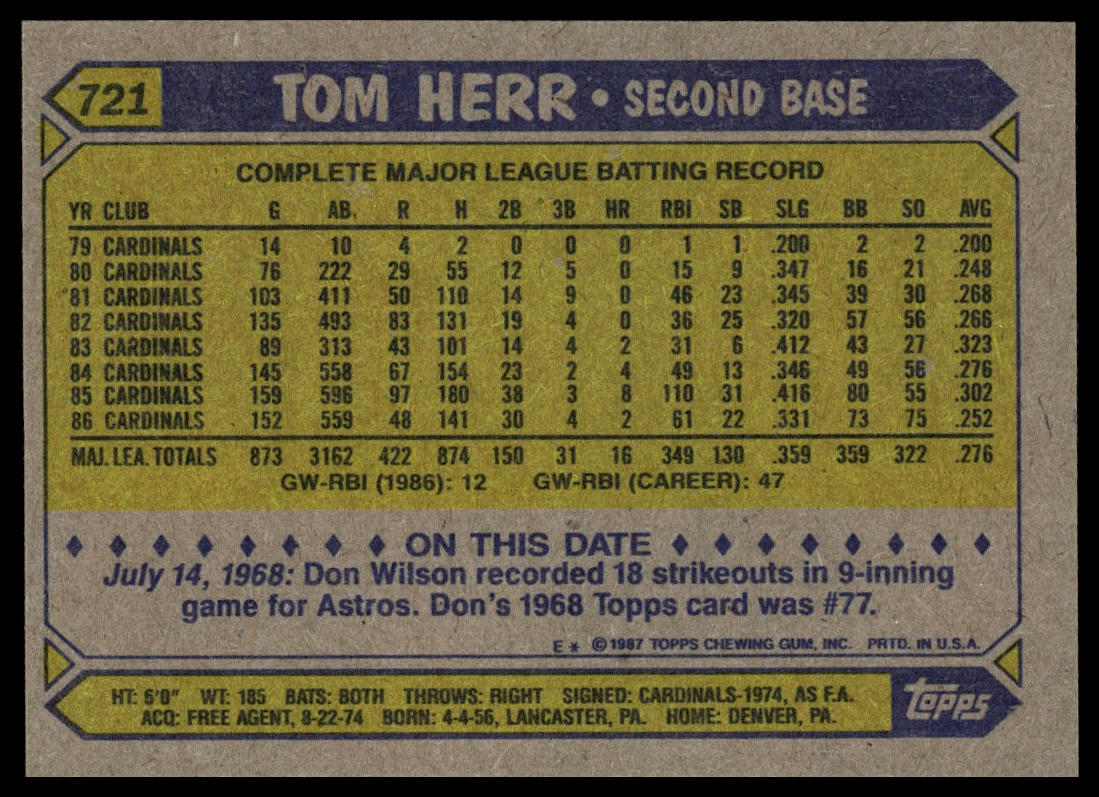 721 TOM HERR • SECOND BASE
COMPLETE MAJOR LEAGUE BATTING RECORD
YR CLUB G AB. R H 2B 3B HR RBI SB SLG BB SO AVG
79 CARDINALS 14 10 4 2 0 0 0 1 1 .200 2 2 .200
80 CARDINALS 76 222 29 55 12 5 0 15 9 .347 16 21 .248
81 CARDINALS 103 411 50 110 14 9 0 46 23 .345 39 30 .268
82 CARDINALS 135 493 83 131 19 4 0 36 25 .320 57 56 .266
83 CARDINALS 89 313 43 101 14 4 2 31 6 .412 43 27 .323
84 CARDINALS 145 558 67 154 23 2 4 49 13 .346 49 56 .276
85 CARDINALS 159 596 97 180 38 3 8 110 31 .416 80 55 .302
86 CARDINALS 152 559 48 141 30 4 2 61 22 .331 73 75 .252
MAJ. LEA. TOTALS 873 3162 422 874 150 31 16 349 130 .359 359 322 .276
GW-RBI (1986): 12 GW-RBI (CAREER): 47
ON THIS DATE
July 14, 1968: Don Wilson recorded 18 strikeouts in 9-inning
game for Astros. Don's 1968 Topps card was #77.
E* © 1987 TOPPS CHEWING GUM, INC. PRTD. IN U.S.A.
HT: 6'0" WT: 185 BATS: BOTH THROWS: RIGHT SIGNED: CARDINALS-1974, AS F.A.
ACQ: FREE AGENT, 8-22-74 BORN: 4-4-56, LANCASTER, PA. HOME: DENVER, PA.
topps